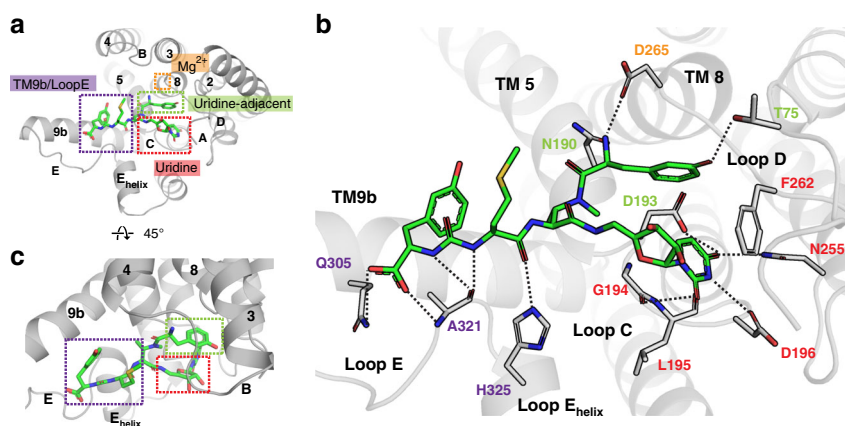 a
4
B
3
Mg2+
TM9b/LoopE
5
8
2
Uridine-adjacent
9b
D
C
A
E
Ehelix
Uridine
45°
c
4
8
9b
3
E
B
Ehelix
b
D265
TM 5
TM 8
T75
N190
Loop D
TM9b
D193
F262
Q305
N255
G194
A321
Loop C
Loop E
L195
D196
H325
Loop Ehelix